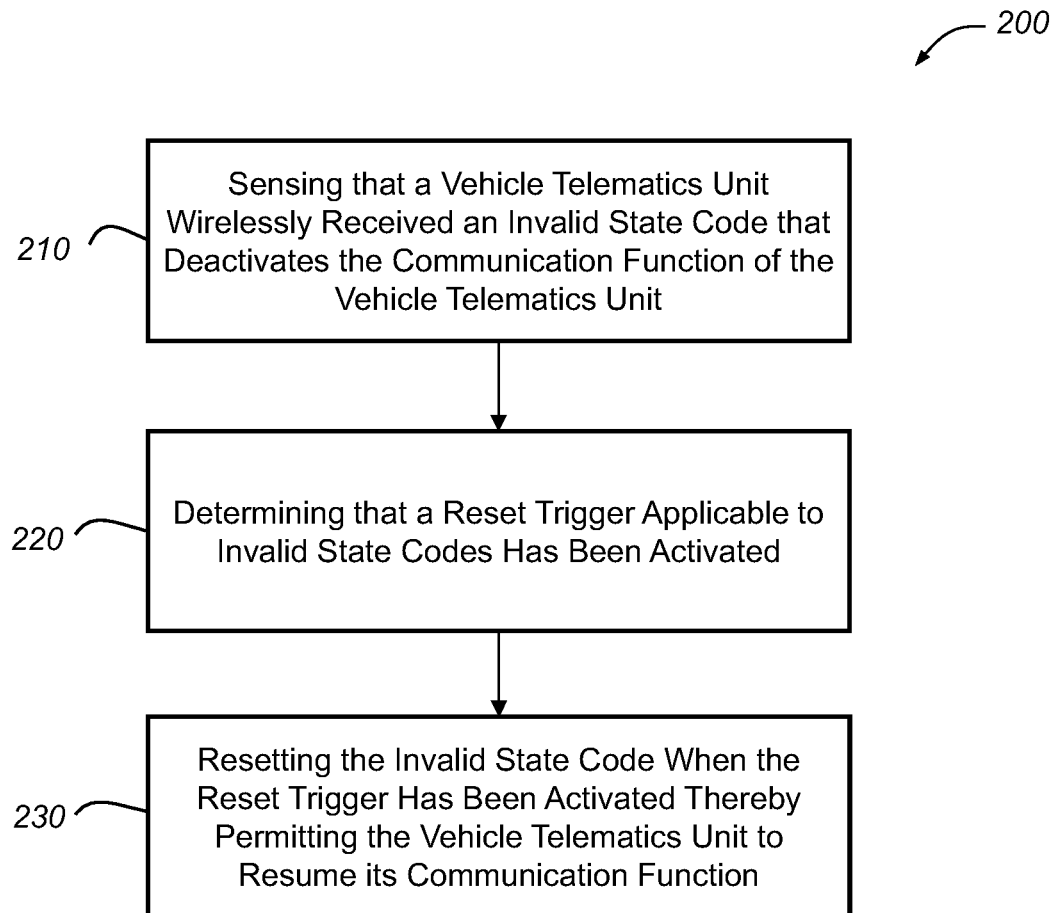 200
Sensing that a Vehicle Telematics Unit
Wirelessly Received an Invalid State Code that
Deactivates the Communication Function of the
Vehicle Telematics Unit
210
Determining that a Reset Trigger Applicable to
Invalid State Codes Has Been Activated
220
Resetting the Invalid State Code When the
Reset Trigger Has Been Activated Thereby
Permitting the Vehicle Telematics Unit to
Resume its Communication Function
230